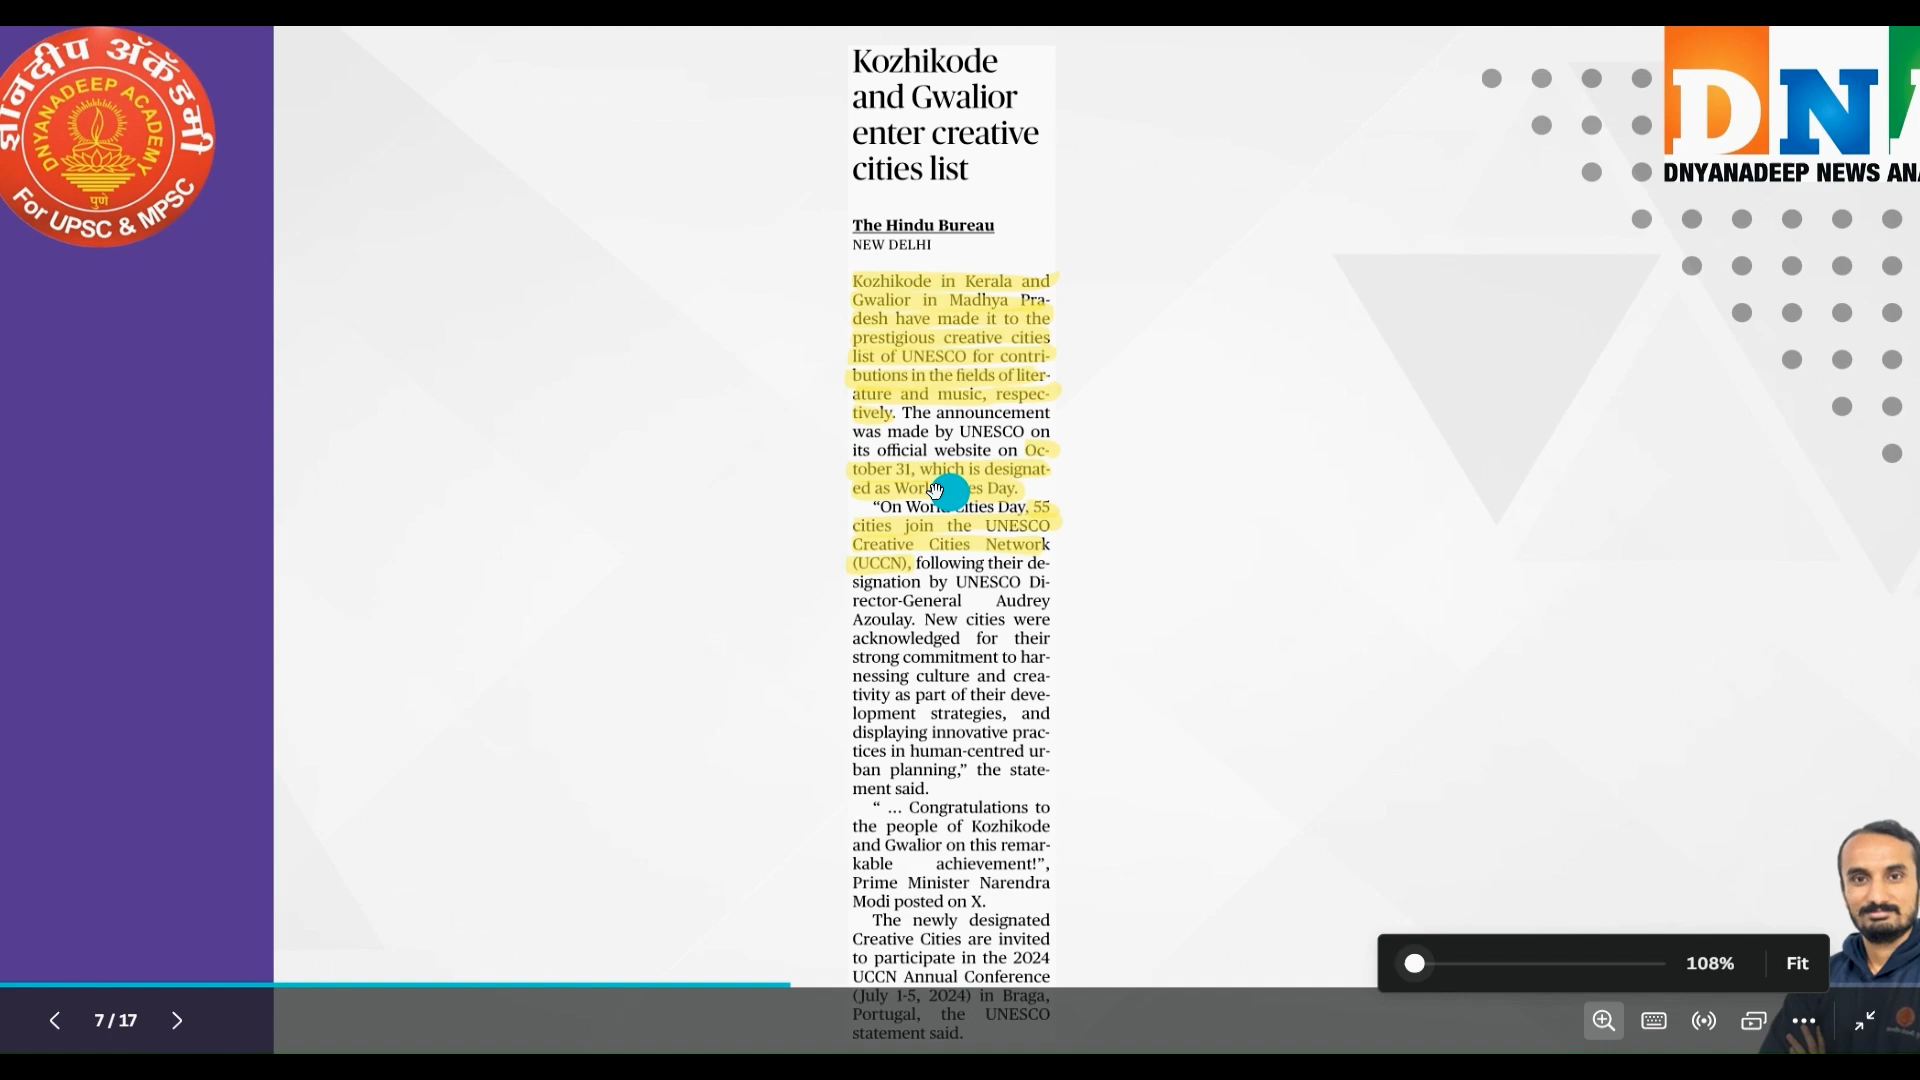 ज्ञानदीप अ‍ॅकॅडमी
DNYANADEEP ACADEMY
पुणे
For UPSC & MPSC
DNA
DNYANADEEP NEWS AN
Kozhikode
and Gwalior
enter creative
cities list
The Hindu Bureau
NEW DELHI
Kozhikode in Kerala and
Gwalior in Madhya Pra-
desh have made it to the
prestigious creative cities
list of UNESCO for contri-
butions in the fields of liter-
ature and music, respec-
tively. The announcement
was made by UNESCO on
its official website on Oc-
tober 31, which is designat-
ed as World Cities Day.
“On World Cities Day, 55
cities join the UNESCO
Creative Cities Network
(UCCN), following their de-
signation by UNESCO Di-
rector-General Audrey
Azoulay. New cities were
acknowledged for their
strong commitment to har-
nessing culture and crea-
tivity as part of their deve-
lopment strategies, and
displaying innovative prac-
tices in human-centred ur-
ban planning,” the state-
ment said.
“ ... Congratulations to
the people of Kozhikode
and Gwalior on this remar-
kable achievement!”,
Prime Minister Narendra
Modi posted on X.
The newly designated
Creative Cities are invited
to participate in the 2024
UCCN Annual Conference
(July 1-5, 2024) in Braga,
Portugal, the UNESCO
statement said.
108% Fit
7 / 17